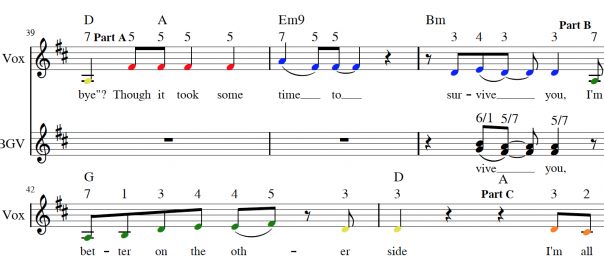 D A Em9 Bm
39 7 Part A 5 5 5 5 7 5 5 3 4 3 3 Part B 7
Vox
bye"? Though it took some time___ to___ sur - vive______ you, I'm
6/1 5/7 5/7
BGV
vive______ you,
G D A
42 7 1 3 4 4 5 3 3 Part C 3 2
Vox
bet - ter on the oth - er side I'm all